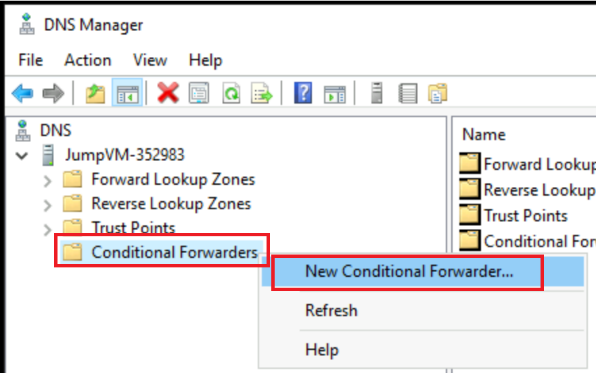 DNS Manager
File Action View Help
DNS
JumpVM-352983
Forward Lookup Zones
Reverse Lookup Zones
Trust Points
Conditional Forwarders
Name
Forward Lookup
Reverse Lookup
Trust Points
Conditional For
New Conditional Forwarder...
Refresh
Help